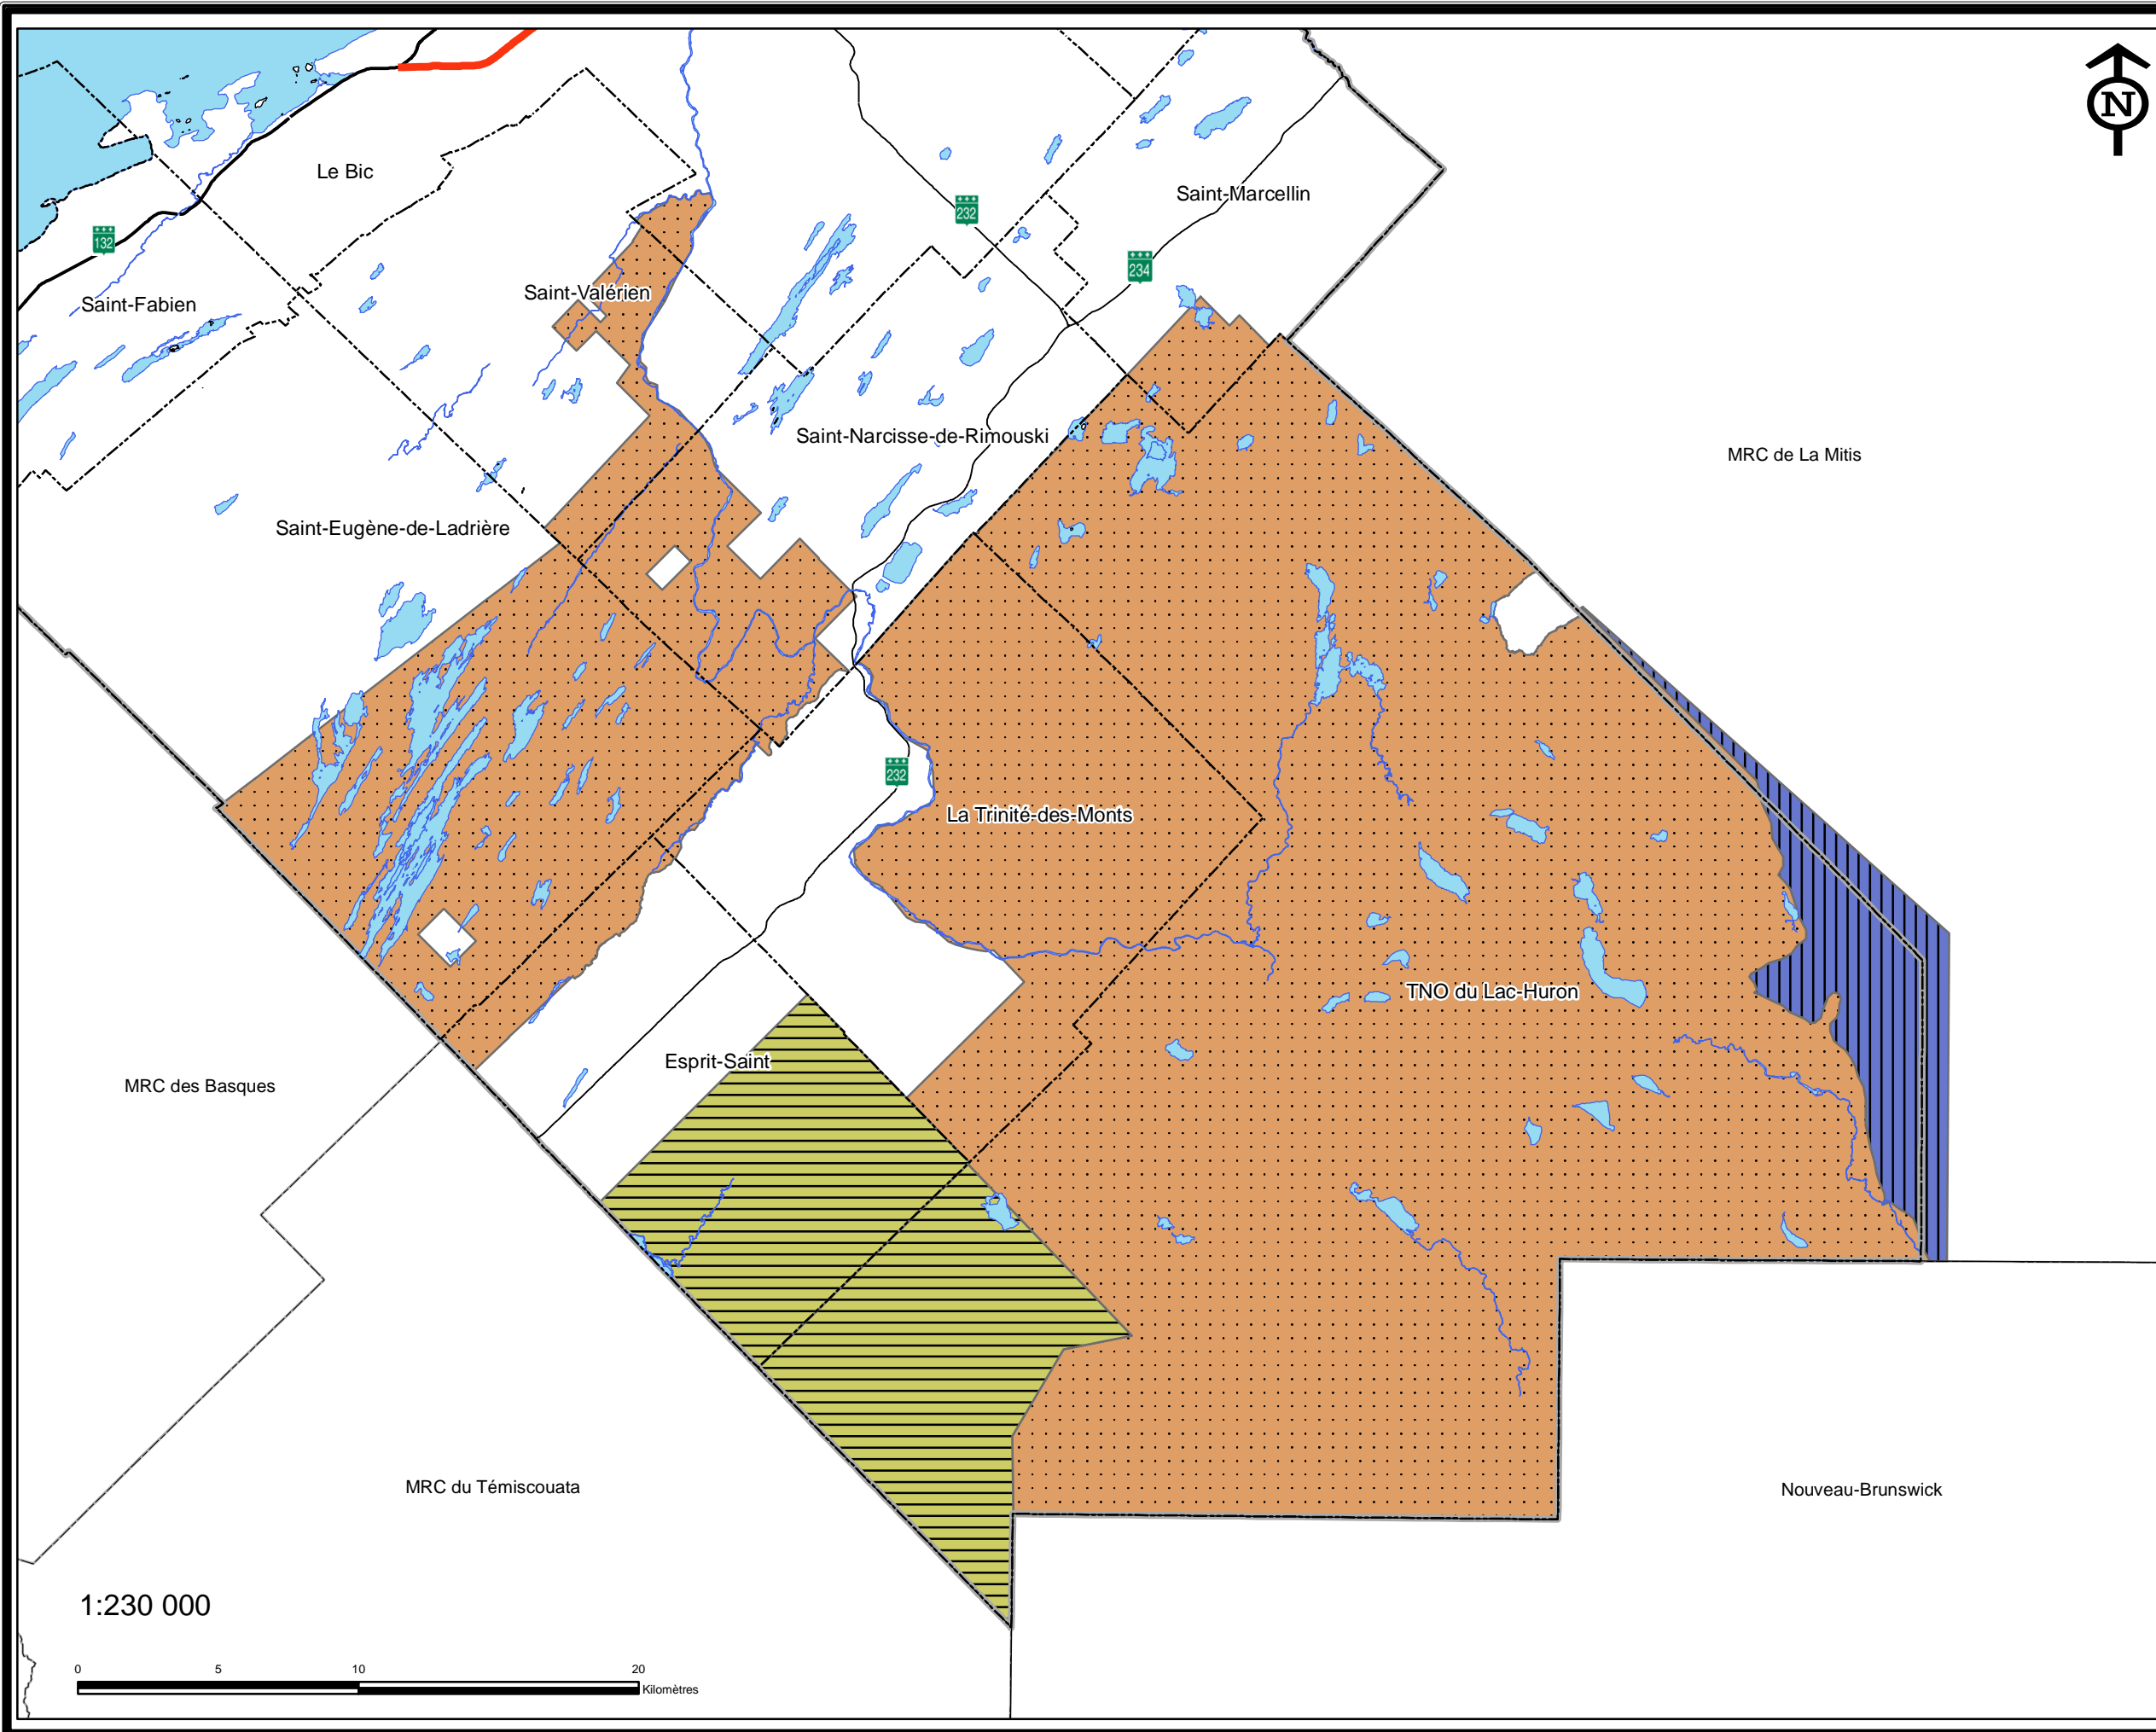 N
Le Bic
Saint-Marcellin
232
132
234
Saint-Valérien
Saint-Fabien
Saint-Narcisse-de-Rimouski
MRC de La Mitis
Saint-Eugène-de-Ladrière
232
La Trinité-des-Monts
TNO du Lac-Huron
Esprit-Saint
MRC des Basques
MRC du Témiscouata
Nouveau-Brunswick
1:230 000
0 5 10 20
Kilomètres